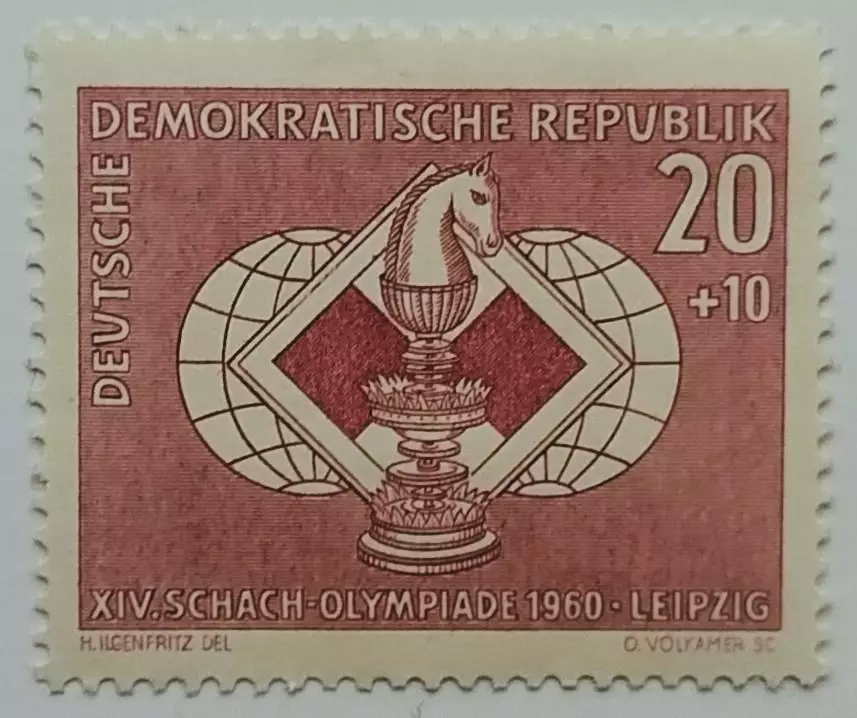 DEUTSCHE
DEMOKRATISCHE REPUBLIK
20
+10
XIV. SCHACH-OLYMPIADE 1960 · LEIPZIG
H. ILGENFRITZ DEL
O. VOLKAMER SC